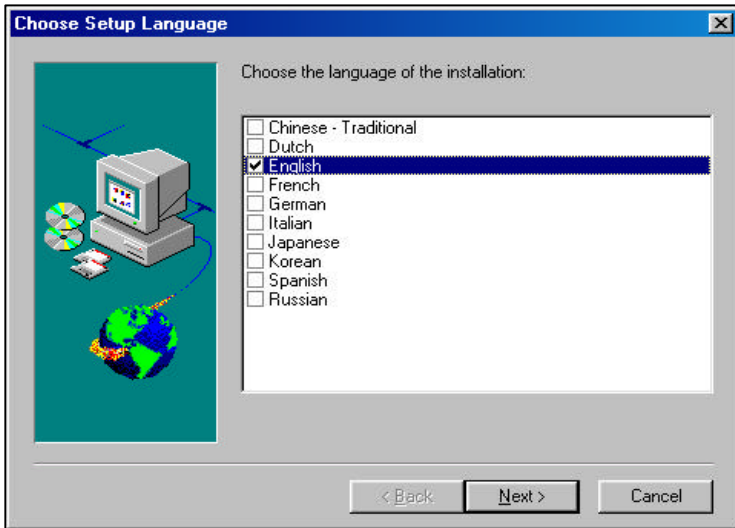 Choose Setup Language
Choose the language of the installation:
Chinese - Traditional
Dutch
English
French
German
Italian
Japanese
Korean
Spanish
Russian
< Back
Next >
Cancel